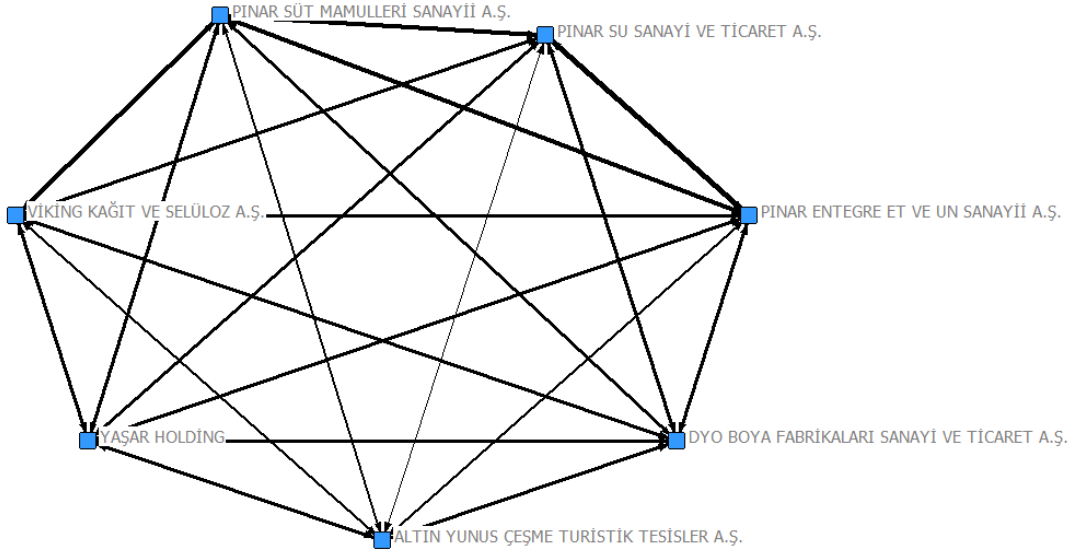 PINAR SÜT MAMULLERİ SANAYİİ A.Ş.
PINAR SU SANAYİ VE TİCARET A.Ş.
VİKİNG KAĞIT VE SELÜLOZ A.Ş.
PINAR ENTEGRE ET VE UN SANAYİİ A.Ş.
YAŞAR HOLDİNG
DYO BOYA FABRİKALARI SANAYİ VE TİCARET A.Ş.
ALTIN YUNUS ÇEŞME TURİSTİK TESİSLER A.Ş.